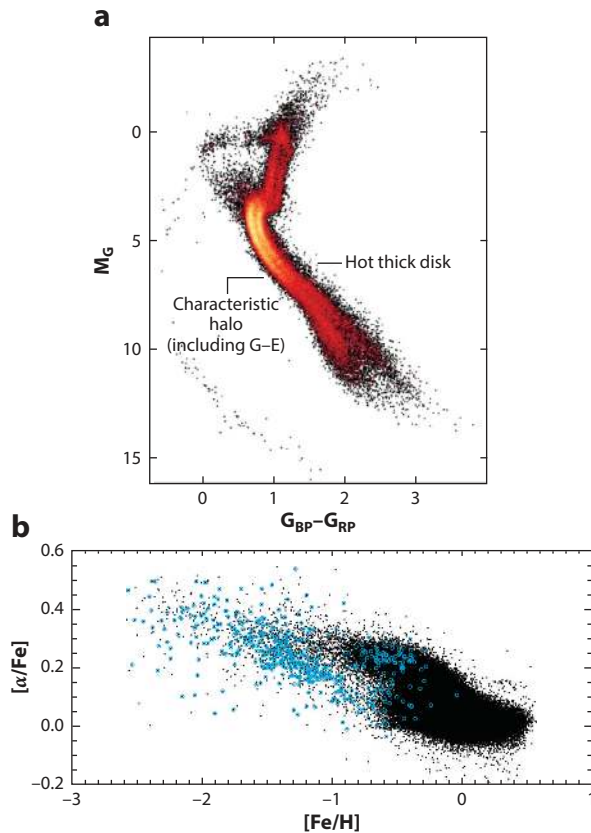 a
0
5
10
15
M_G
Hot thick disk
Characteristic
halo
(including G–E)
0 1 2 3
G_BP–G_RP
b
0.6
0.4
0.2
0.0
−0.2
[α/Fe]
−3 −2 −1 0 1
[Fe/H]